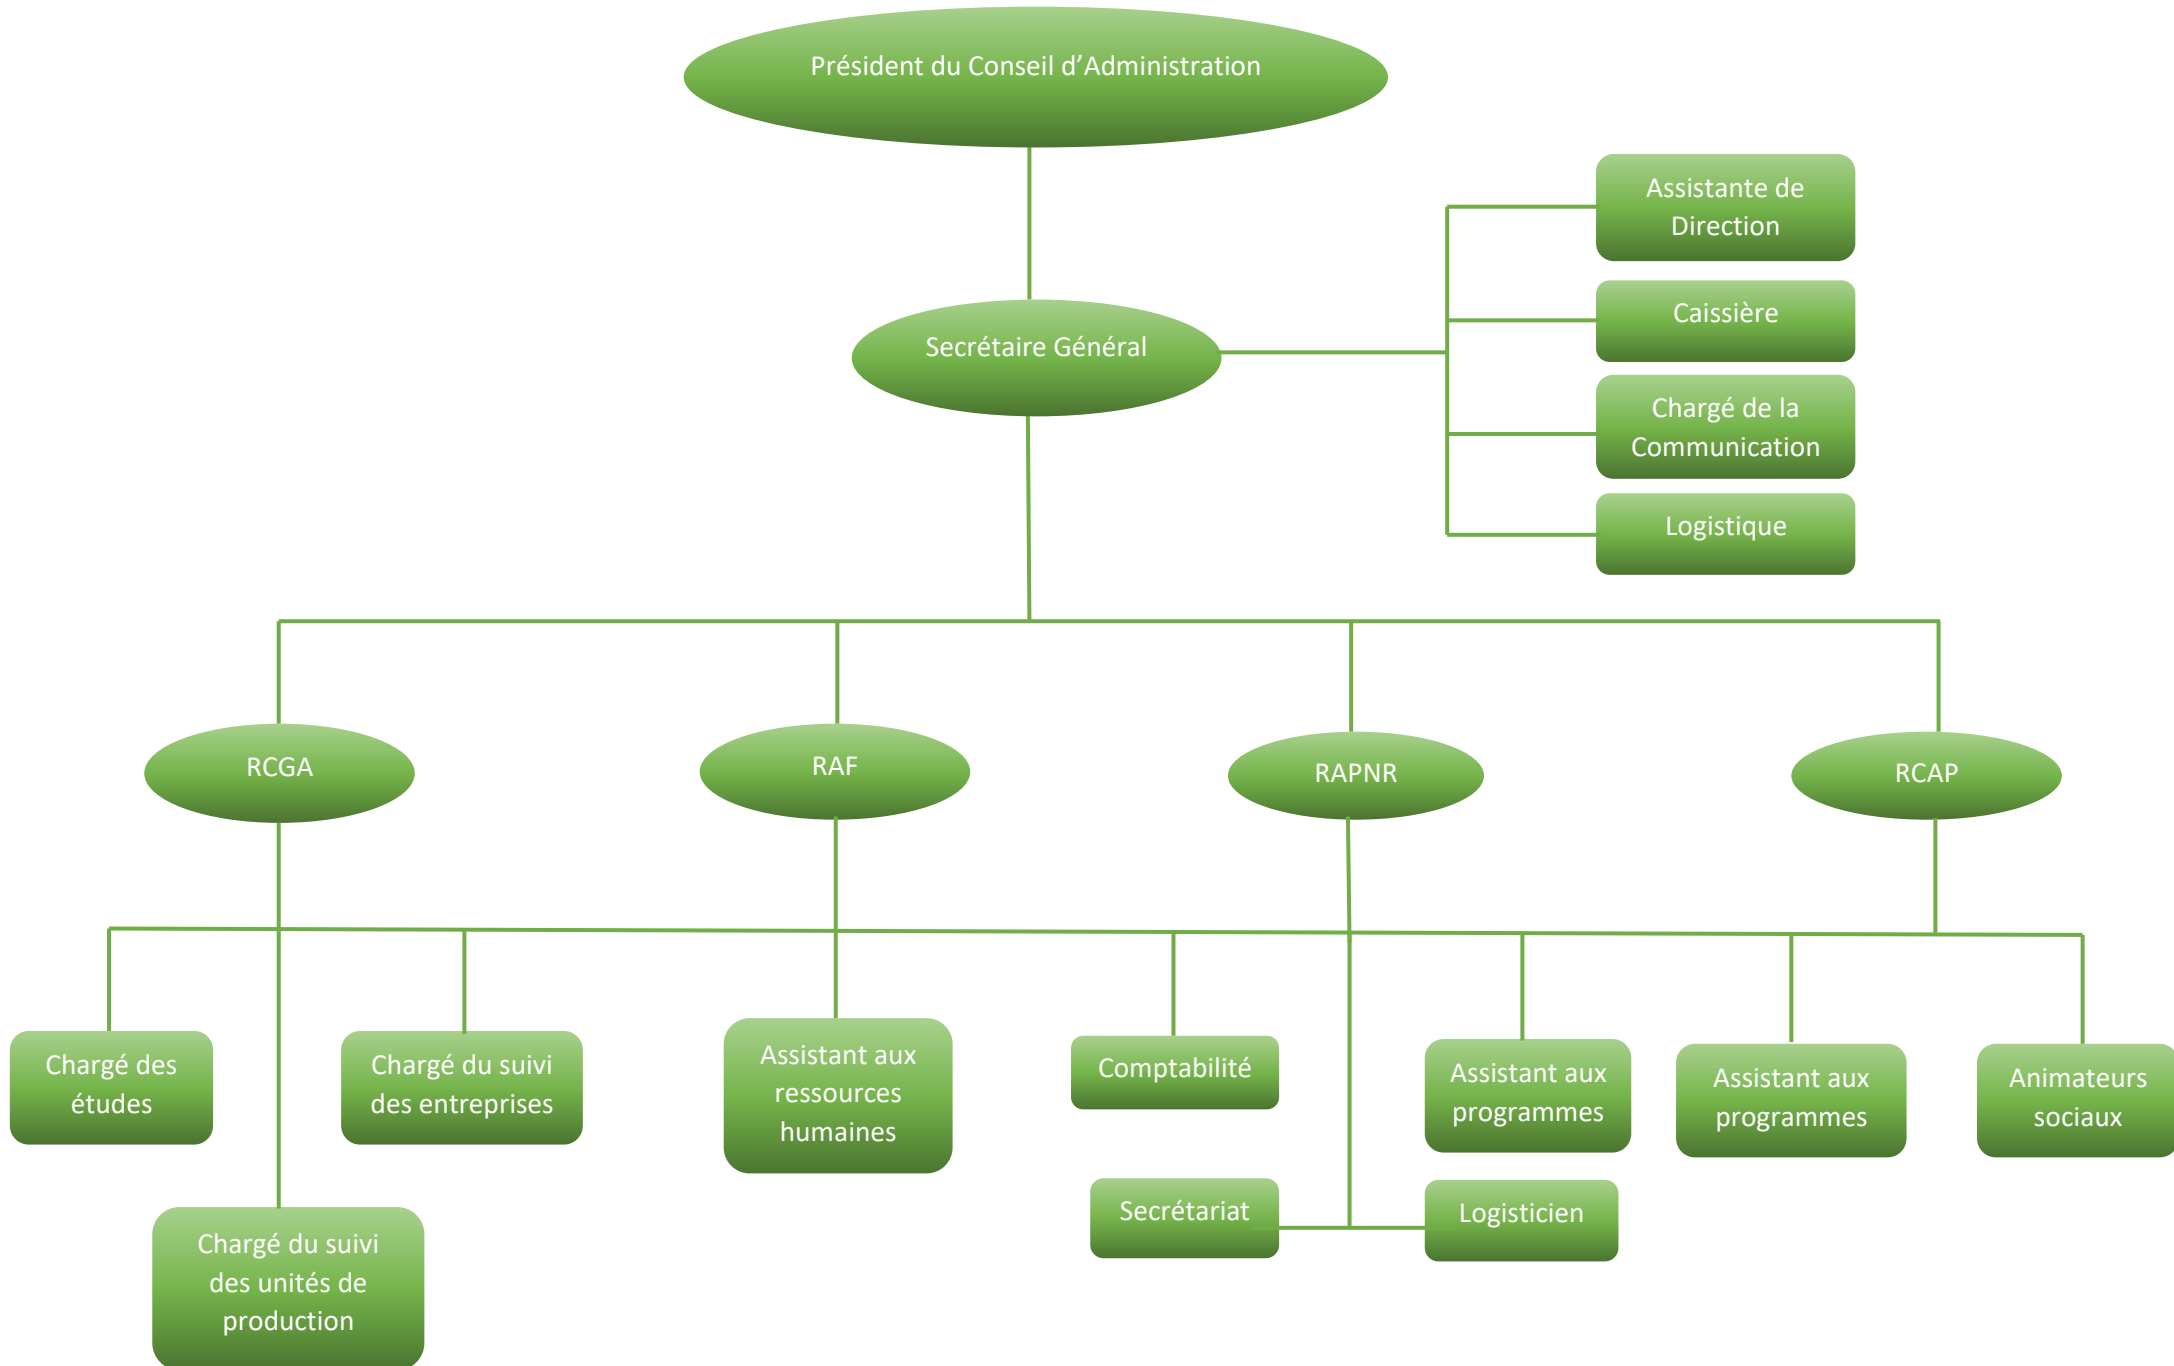 Président du Conseil d’Administration
Assistante de
Direction
Caissière
Secrétaire Général
Chargé de la
Communication
Logistique
RCGA
RAF
RAPNR
RCAP
Chargé des
études
Chargé du suivi
des entreprises
Assistant aux
ressources
humaines
Comptabilité
Assistant aux
programmes
Assistant aux
programmes
Animateurs
sociaux
Secrétariat
Logisticien
Chargé du suivi
des unités de
production